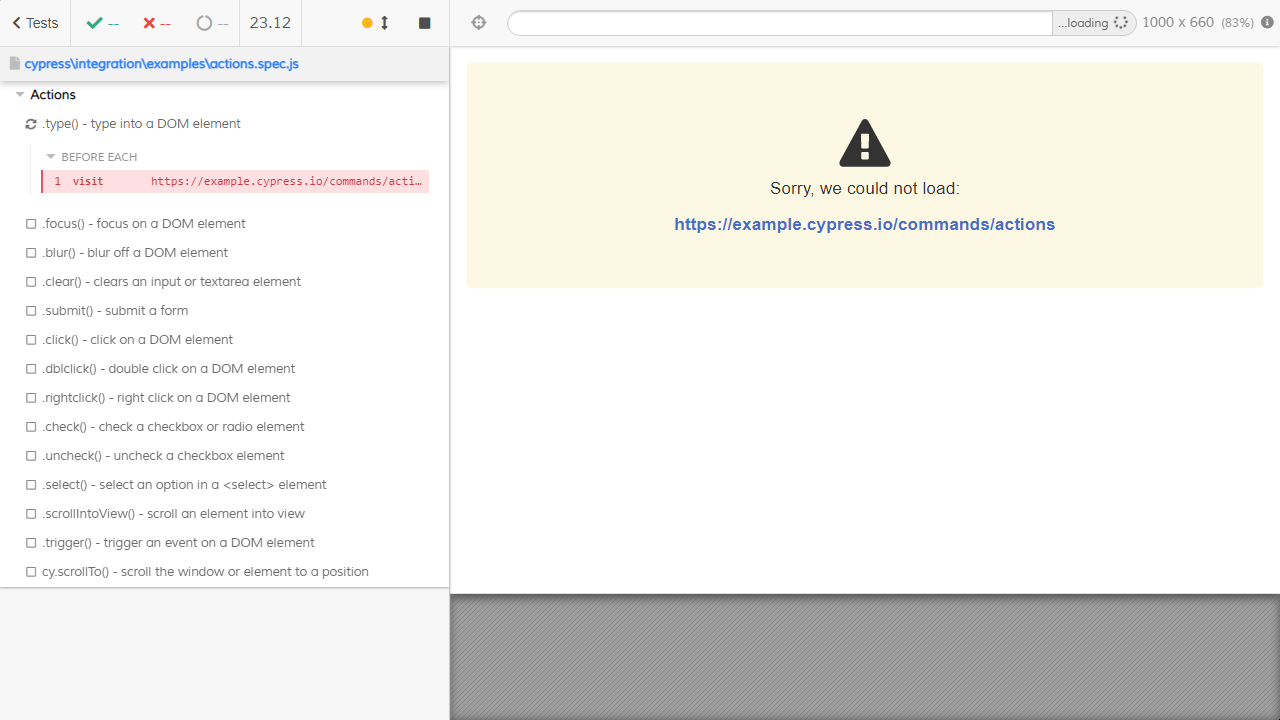 Tests -- -- -- 23.12
...loading 1000 x 660 (83%)
cypress\integration\examples\actions.spec.js
Actions
.type() - type into a DOM element
BEFORE EACH
1 visit https://example.cypress.io/commands/acti...
.focus() - focus on a DOM element
.blur() - blur off a DOM element
.clear() - clears an input or textarea element
.submit() - submit a form
.click() - click on a DOM element
.dblclick() - double click on a DOM element
.rightclick() - right click on a DOM element
.check() - check a checkbox or radio element
.uncheck() - uncheck a checkbox element
.select() - select an option in a <select> element
.scrollIntoView() - scroll an element into view
.trigger() - trigger an event on a DOM element
cy.scrollTo() - scroll the window or element to a position
Sorry, we could not load:
https://example.cypress.io/commands/actions